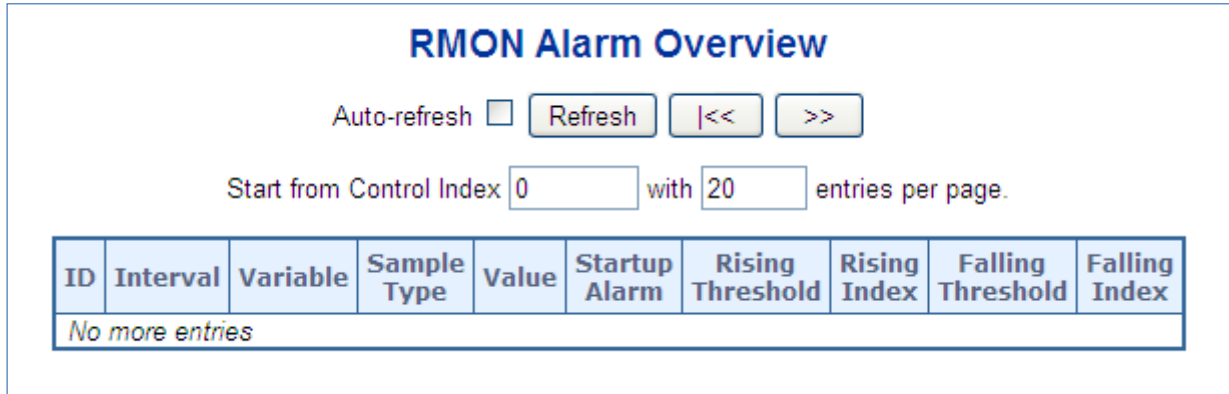 RMON Alarm Overview
Auto-refresh Refresh |<< >>
Start from Control Index 0 with 20 entries per page.
ID Interval Variable Sample Type Value Startup Alarm Rising Threshold Rising Index Falling Threshold Falling Index
No more entries